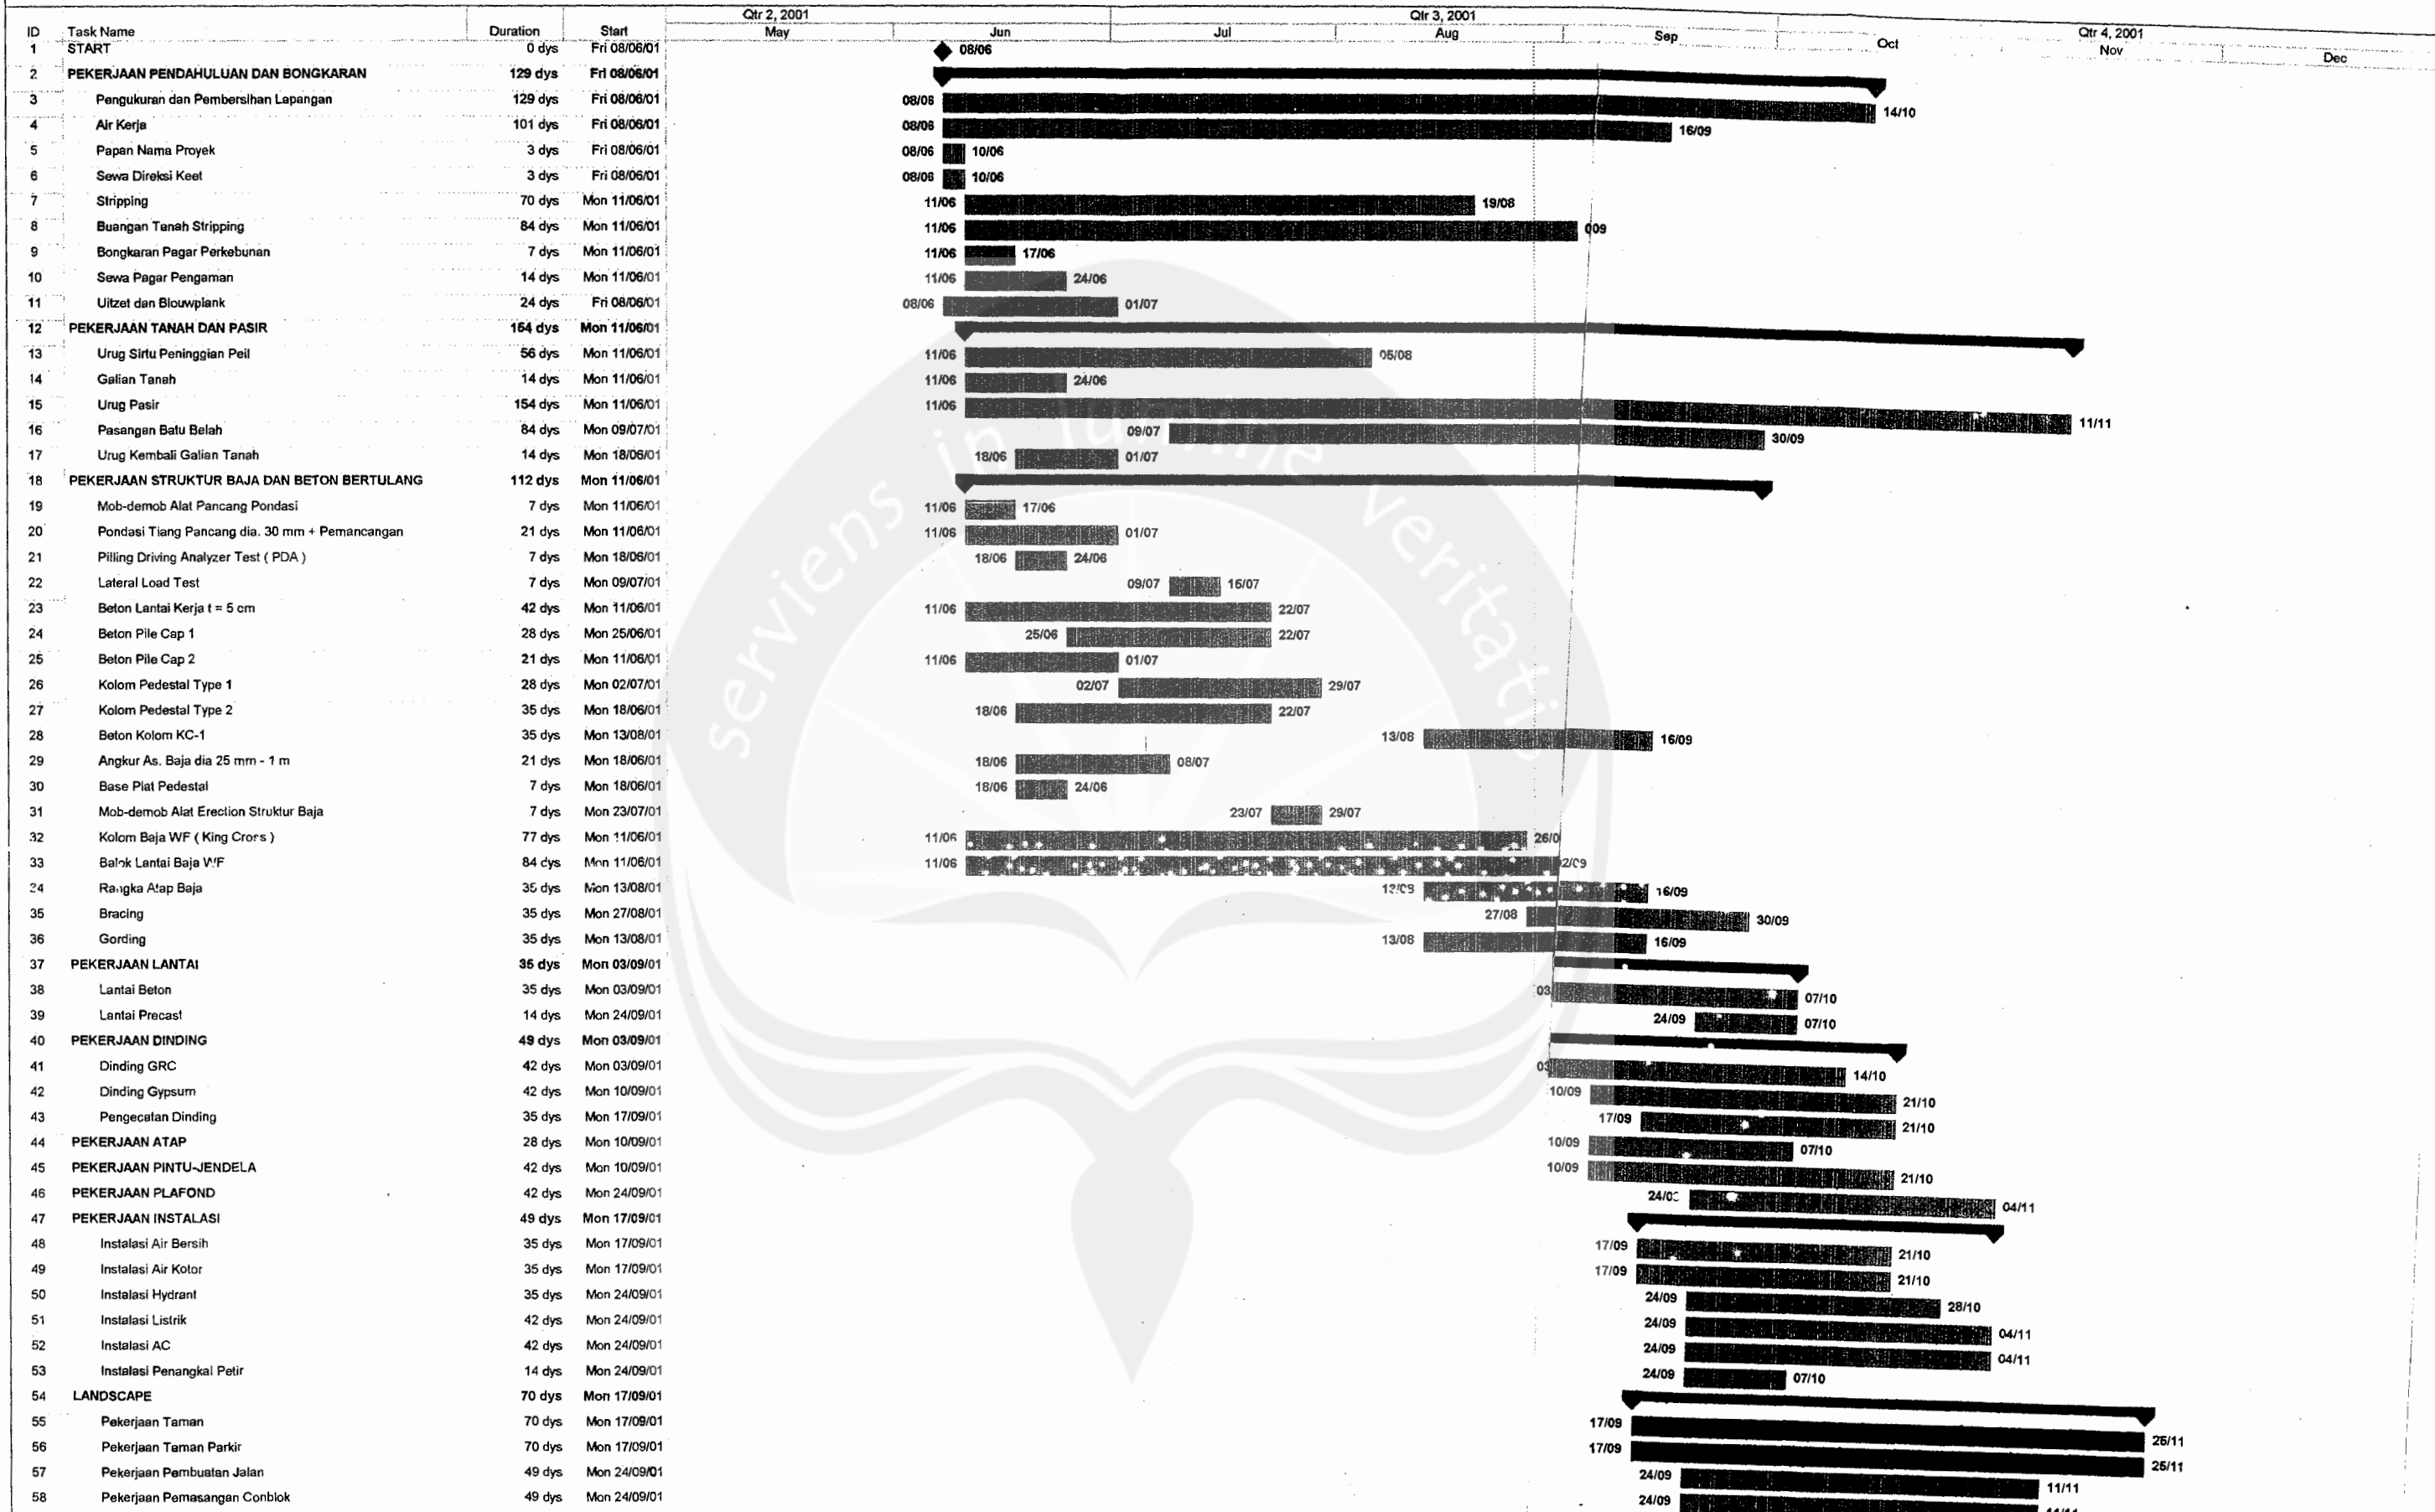 Qtr 2, 2001 Qtr 3, 2001 Qtr 4, 2001
ID Task Name Duration Start May Jun Jul Aug Sep Oct Nov Dec
1 START 0 dys Fri 08/06/01 08/06
2 PEKERJAAN PENDAHULUAN DAN BONGKARAN 129 dys Fri 08/06/01
3 Pengukuran dan Pembersihan Lapangan 129 dys Fri 08/06/01 08/06 14/10
4 Air Kerja 101 dys Fri 08/06/01 08/06 16/09
5 Papan Nama Proyek 3 dys Fri 08/06/01 08/06 10/06
6 Sewa Direksi Keet 3 dys Fri 08/06/01 08/06 10/06
7 Stripping 70 dys Mon 11/06/01 11/06 19/08
8 Buangan Tanah Stripping 84 dys Mon 11/06/01 11/06
9 Bongkaran Pagar Perkebunan 7 dys Mon 11/06/01 11/06 17/06
10 Sewa Pagar Pengaman 14 dys Mon 11/06/01 11/06 24/06
11 Uitzet dan Blouwplank 24 dys Fri 08/06/01 08/06 01/07
12 PEKERJAAN TANAH DAN PASIR 154 dys Mon 11/06/01
13 Urug Sirtu Peninggian Peil 56 dys Mon 11/06/01 11/06 05/08
14 Galian Tanah 14 dys Mon 11/06/01 11/06 24/06
15 Urug Pasir 154 dys Mon 11/06/01 11/06 11/11
16 Pasangan Batu Belah 84 dys Mon 09/07/01 09/07 30/09
17 Urug Kembali Galian Tanah 14 dys Mon 18/06/01 18/06 01/07
18 PEKERJAAN STRUKTUR BAJA DAN BETON BERTULANG 112 dys Mon 11/06/01
19 Mob-demob Alat Pancang Pondasi 7 dys Mon 11/06/01 11/06 17/06
20 Pondasi Tiang Pancang dia. 30 mm + Pemancangan 21 dys Mon 11/06/01 11/06 01/07
21 Pilling Driving Analyzer Test ( PDA ) 7 dys Mon 18/06/01 18/06 24/06
22 Lateral Load Test 7 dys Mon 09/07/01 09/07 15/07
23 Beton Lantai Kerja t = 5 cm 42 dys Mon 11/06/01 11/06 22/07
24 Beton Pile Cap 1 28 dys Mon 25/06/01 25/06 22/07
25 Beton Pile Cap 2 21 dys Mon 11/06/01 11/06 01/07
26 Kolom Pedestal Type 1 28 dys Mon 02/07/01 02/07 29/07
27 Kolom Pedestal Type 2 35 dys Mon 18/06/01 18/06 22/07
28 Beton Kolom KC-1 35 dys Mon 13/08/01 13/08 16/09
29 Angkur As. Baja dia 25 mm - 1 m 21 dys Mon 18/06/01 18/06 08/07
30 Base Plat Pedestal 7 dys Mon 18/06/01 18/06 24/06
31 Mob-demob Alat Erection Struktur Baja 7 dys Mon 23/07/01 23/07 29/07
32 Kolom Baja WF ( King Cross ) 77 dys Mon 11/06/01 11/06 26/0
33 Balok Lantai Baja WF 84 dys Mon 11/06/01 11/06 2/09
34 Rangka Atap Baja 35 dys Mon 13/08/01 16/09
35 Bracing 35 dys Mon 27/08/01 27/08 30/09
36 Gording 35 dys Mon 13/08/01 13/08 16/09
37 PEKERJAAN LANTAI 35 dys Mon 03/09/01
38 Lantai Beton 35 dys Mon 03/09/01 03 07/10
39 Lantai Precast 14 dys Mon 24/09/01 24/09 07/10
40 PEKERJAAN DINDING 49 dys Mon 03/09/01
41 Dinding GRC 42 dys Mon 03/09/01 03 14/10
42 Dinding Gypsum 42 dys Mon 10/09/01 10/09 21/10
43 Pengecatan Dinding 35 dys Mon 17/09/01 17/09 21/10
44 PEKERJAAN ATAP 28 dys Mon 10/09/01 10/09 07/10
45 PEKERJAAN PINTU-JENDELA 42 dys Mon 10/09/01 10/09 21/10
46 PEKERJAAN PLAFOND 42 dys Mon 24/09/01 04/11
47 PEKERJAAN INSTALASI 49 dys Mon 17/09/01
48 Instalasi Air Bersih 35 dys Mon 17/09/01 17/09 21/10
49 Instalasi Air Kotor 35 dys Mon 17/09/01 17/09 21/10
50 Instalasi Hydrant 35 dys Mon 24/09/01 24/09 28/10
51 Instalasi Listrik 42 dys Mon 24/09/01 24/09 04/11
52 Instalasi AC 42 dys Mon 24/09/01 24/09 04/11
53 Instalasi Penangkal Petir 14 dys Mon 24/09/01 24/09 07/10
54 LANDSCAPE 70 dys Mon 17/09/01
55 Pekerjaan Taman 70 dys Mon 17/09/01 17/09 25/11
56 Pekerjaan Taman Parkir 70 dys Mon 17/09/01 17/09 25/11
57 Pekerjaan Pembuatan Jalan 49 dys Mon 24/09/01 24/09 11/11
58 Pekerjaan Pemasangan Conblok 49 dys Mon 24/09/01 24/09
serviens in lumine veritatis